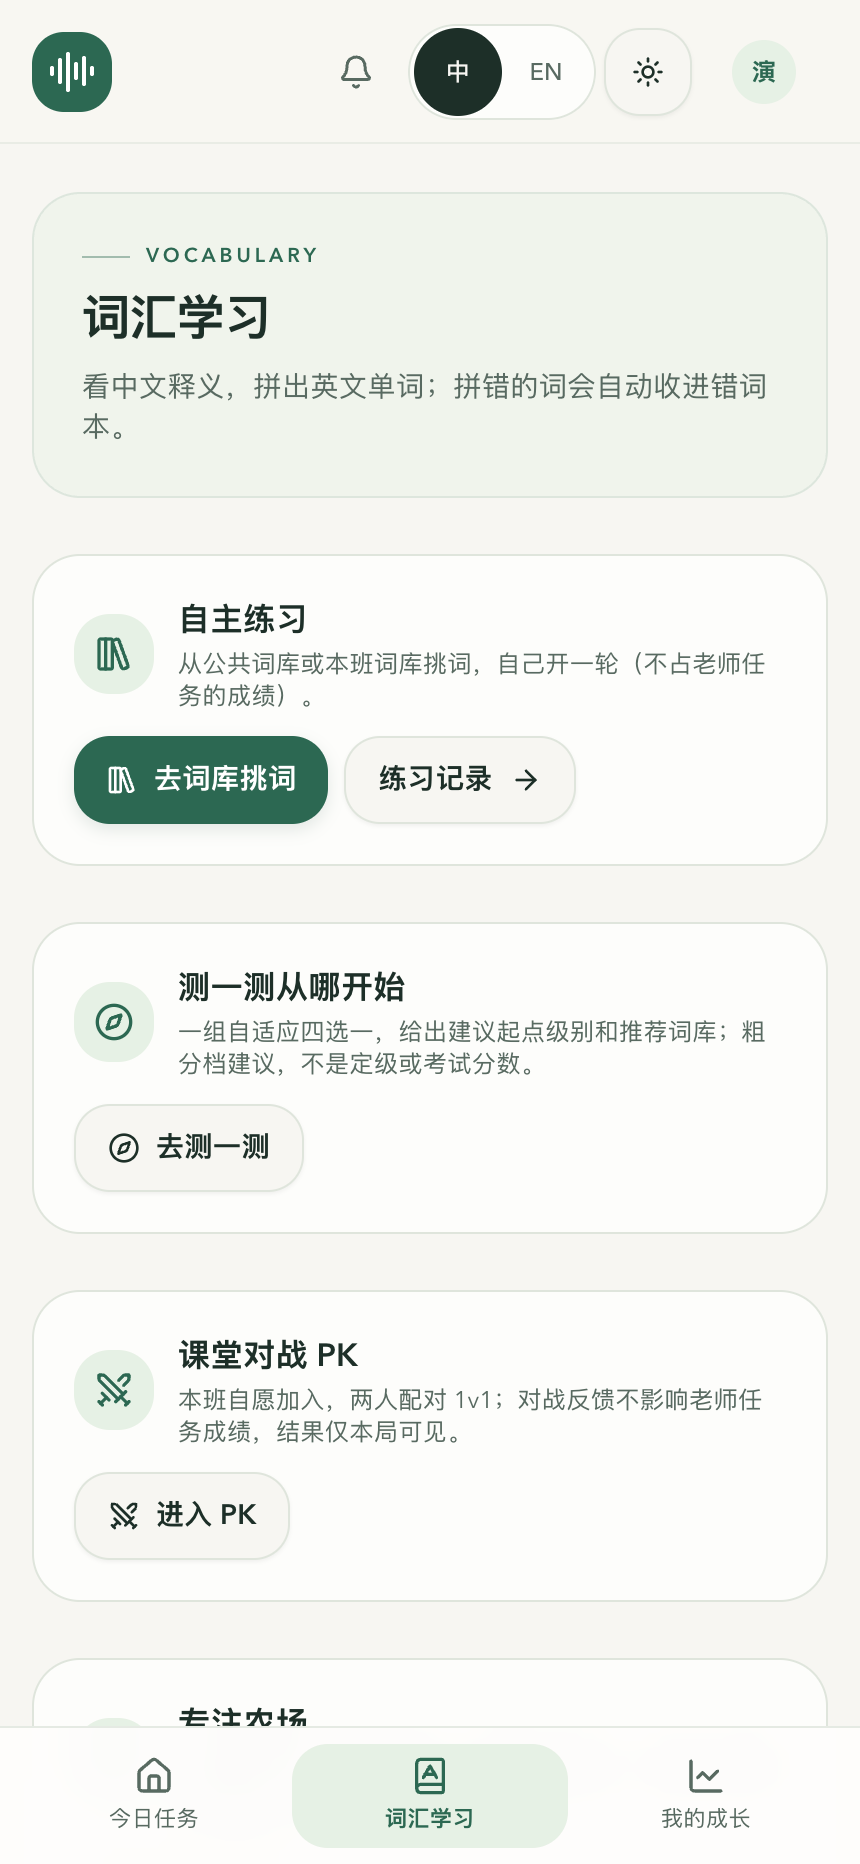 中
EN
演
VOCABULARY
词汇学习
看中文释义，拼出英文单词；拼错的词会自动收进错词
本。
自主练习
从公共词库或本班词库挑词，自己开一轮（不占老师任
务的成绩）。
去词库挑词
练习记录
测一测从哪开始
一组自适应四选一，给出建议起点级别和推荐词库；粗
分档建议，不是定级或考试分数。
去测一测
课堂对战 PK
本班自愿加入，两人配对 1v1；对战反馈不影响老师任
务成绩，结果仅本局可见。
进入 PK
专注农场
今日任务
词汇学习
我的成长